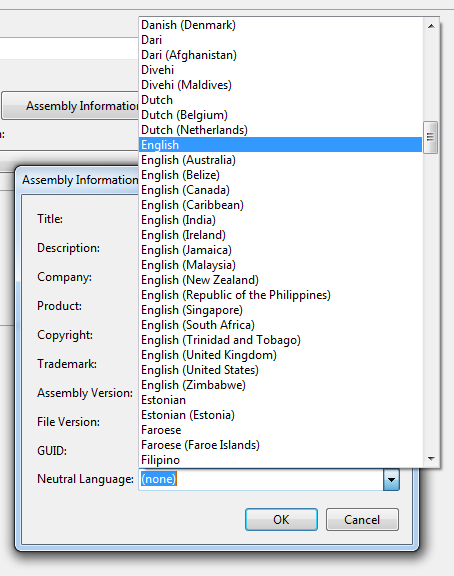 Danish (Denmark)
Dari
Dari (Afghanistan)
Divehi
Divehi (Maldives)
Dutch
Dutch (Belgium)
Dutch (Netherlands)
English
English (Australia)
English (Belize)
English (Canada)
English (Caribbean)
English (India)
English (Ireland)
English (Jamaica)
English (Malaysia)
English (New Zealand)
English (Republic of the Philippines)
English (Singapore)
English (South Africa)
English (Trinidad and Tobago)
English (United Kingdom)
English (United States)
English (Zimbabwe)
Estonian
Estonian (Estonia)
Faroese
Faroese (Faroe Islands)
Filipino
Assembly Information
Assembly Information
Title:
Description:
Company:
Product:
Copyright:
Trademark:
Assembly Version:
File Version:
GUID:
Neutral Language: (none)
OK Cancel